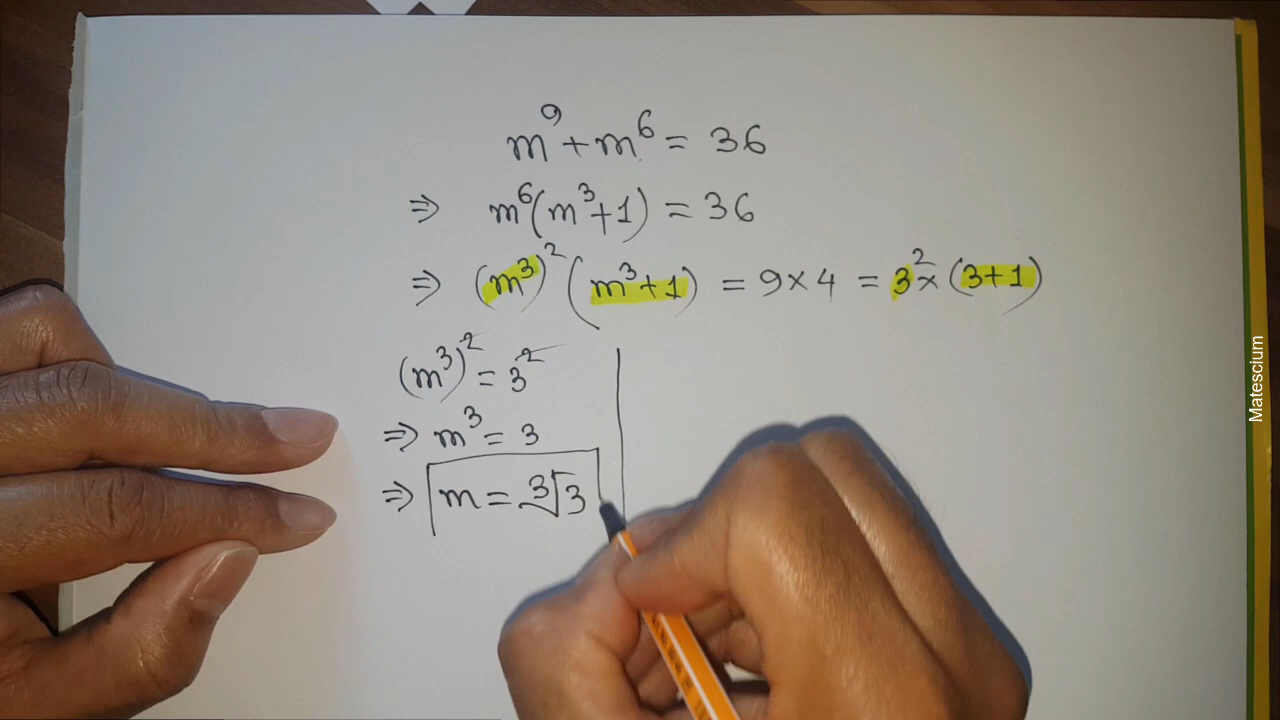 m⁹ + m⁶ = 36
⇒ m⁶(m³+1) = 36
⇒ (m³)² (m³+1) = 9×4 = 3²×(3+1)
(m³)² = 3²
⇒ m³ = 3
⇒ m = ∛3
Matescium